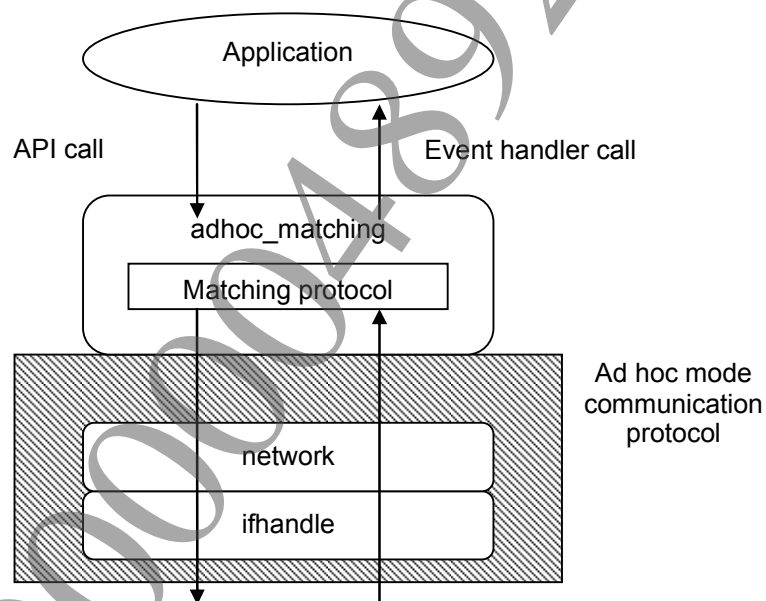 Application
API call
Event handler call
adhoc_matching
Matching protocol
Ad hoc mode
communication
protocol
network
ifhandle